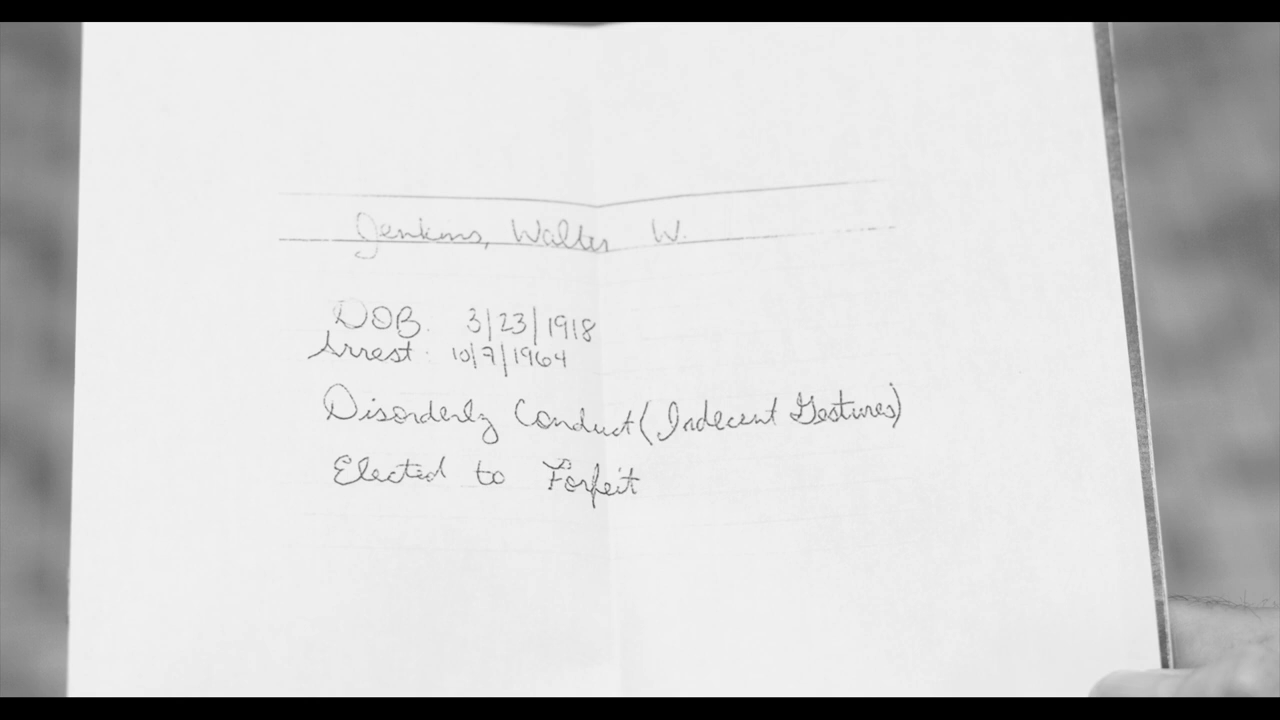 Jenkins, Walter W.
DOB. 3/23/1918
Arrest: 10/7/1964
Disorderly Conduct (Indecent Gestures)
Elected to Forfeit